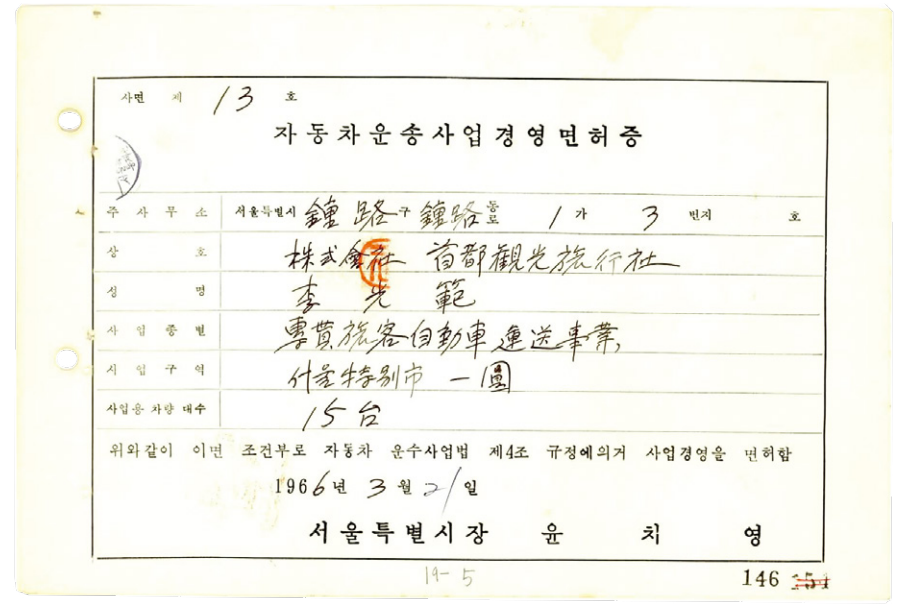 사면 제 13 호
자동차운송사업경영면허증
주사무소 서울특별시 鍾路구 鍾路동로 1가 3 번지 호
상호 株式會社 首都觀光旅行社
성명 李光範
사업종별 專貰旅客自動車運送事業
사업구역 서울特別市 一圓
사업용 차량 대수 15台
위와같이 이면 조건부로 자동차 운수사업법 제4조 규정에의거 사업경영을 면허함
1966년 3월 21일
서울특별시장 윤치영
19-5
146 151